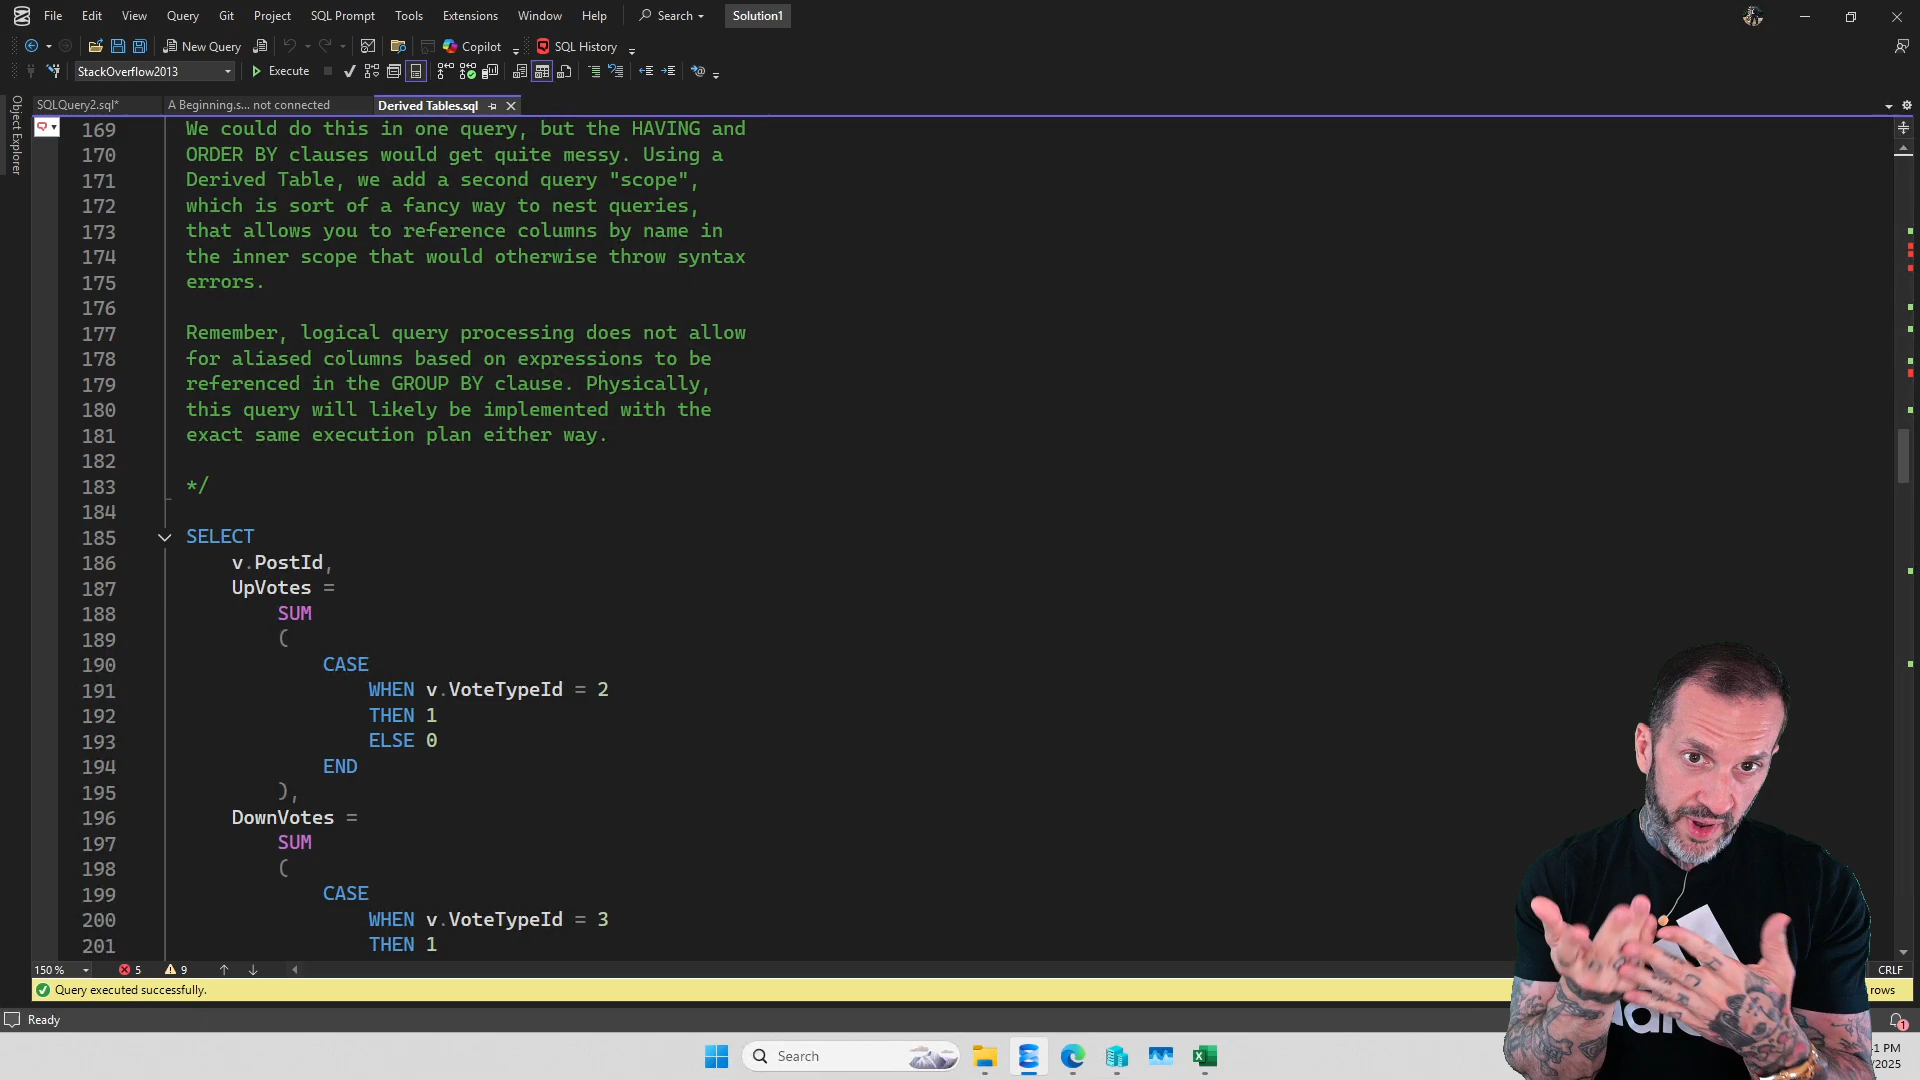 File Edit View Query Git Project SQL Prompt Tools Extensions Window Help Search Solution1
New Query Copilot SQL History
StackOverflow2013 Execute
SQLQuery2.sql* A Beginning.s... not connected Derived Tables.sql
Object Explorer
169 We could do this in one query, but the HAVING and
170 ORDER BY clauses would get quite messy. Using a
171 Derived Table, we add a second query "scope",
172 which is sort of a fancy way to nest queries,
173 that allows you to reference columns by name in
174 the inner scope that would otherwise throw syntax
175 errors.
176
177 Remember, logical query processing does not allow
178 for aliased columns based on expressions to be
179 referenced in the GROUP BY clause. Physically,
180 this query will likely be implemented with the
181 exact same execution plan either way.
182
183 */
184
185 SELECT
186 v.PostId,
187 UpVotes =
188 SUM
189 (
190 CASE
191 WHEN v.VoteTypeId = 2
192 THEN 1
193 ELSE 0
194 END
195 ),
196 DownVotes =
197 SUM
198 (
199 CASE
200 WHEN v.VoteTypeId = 3
201 THEN 1
150 % 5 9 CRLF
Query executed successfully. rows
Ready 1
Search
1 PM
/2025